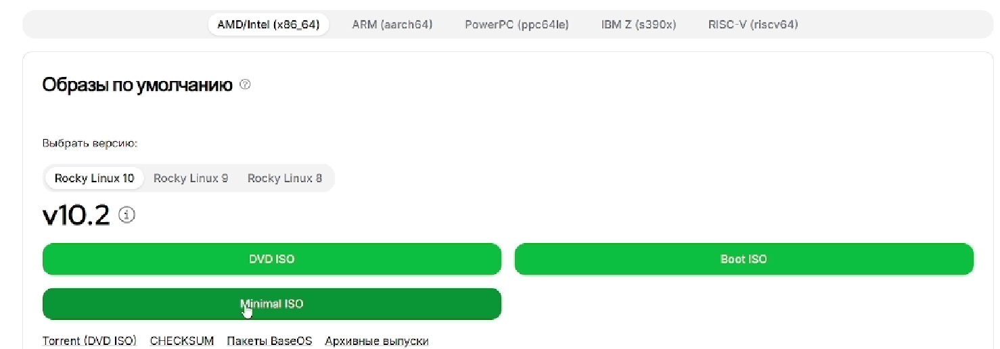 AMD/Intel (x86_64) ARM (aarch64) PowerPC (ppc64le) IBM Z (s390x) RISC-V (riscv64)
Образы по умолчанию ?
Выбрать версию:
Rocky Linux 10 Rocky Linux 9 Rocky Linux 8
v10.2 i
DVD ISO Boot ISO
Minimal ISO
Torrent (DVD ISO) CHECKSUM Пакеты BaseOS Архивные выпуски